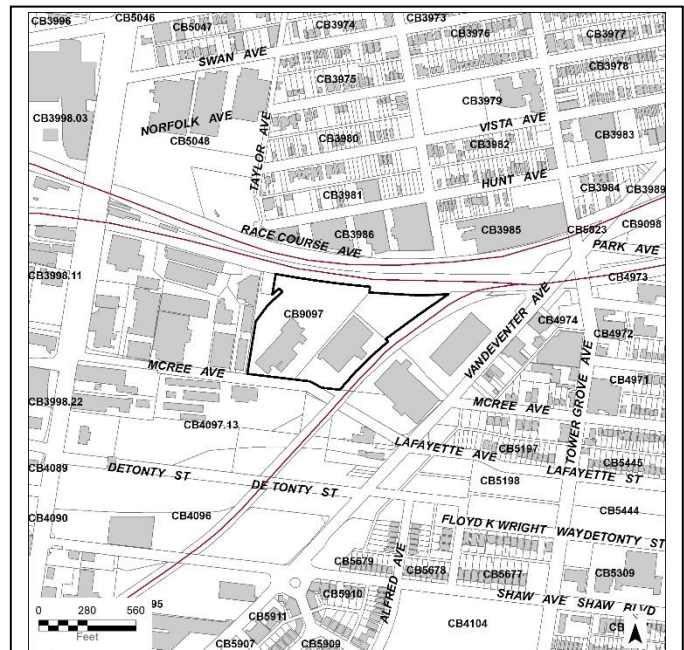 CB3996
CB5046
CB5047
CB3974
CB3973
CB3976
CB3977
SWAN AVE
CB3978
CB3975
CB3998.03
NORFOLK AVE
CB3979
CB5048
TAYLOR AVE
CB3980
VISTA AVE
CB3982
CB3983
HUNT AVE
CB3981
CB3984
CB3989
RACE COURSE AVE
CB3986
CB3985
CB5823
CB9098
PARK AVE
CB3998.11
CB4973
CB9097
VANDEVENTER AVE
CB4974
CB4972
MCREE AVE
CB4971
CB3998.22
MCREE AVE
TOWER GROVE AVE
CB4097.13
LAFAYETTE AVE
CB5197
CB5445
LAFAYETTE ST
CB4089
DETONTY ST
DE TONTY ST
CB5198
CB5444
CB4090
CB4096
FLOYD K WRIGHT WAY
DETONTY ST
CB5679
CB5678
CB5677
CB5309
ALFRED AVE
SHAW AVE
SHAW BLVD
CB5910
95
0 280 560
Feet
CB5911
CB5907
CB5909
CB4104
N